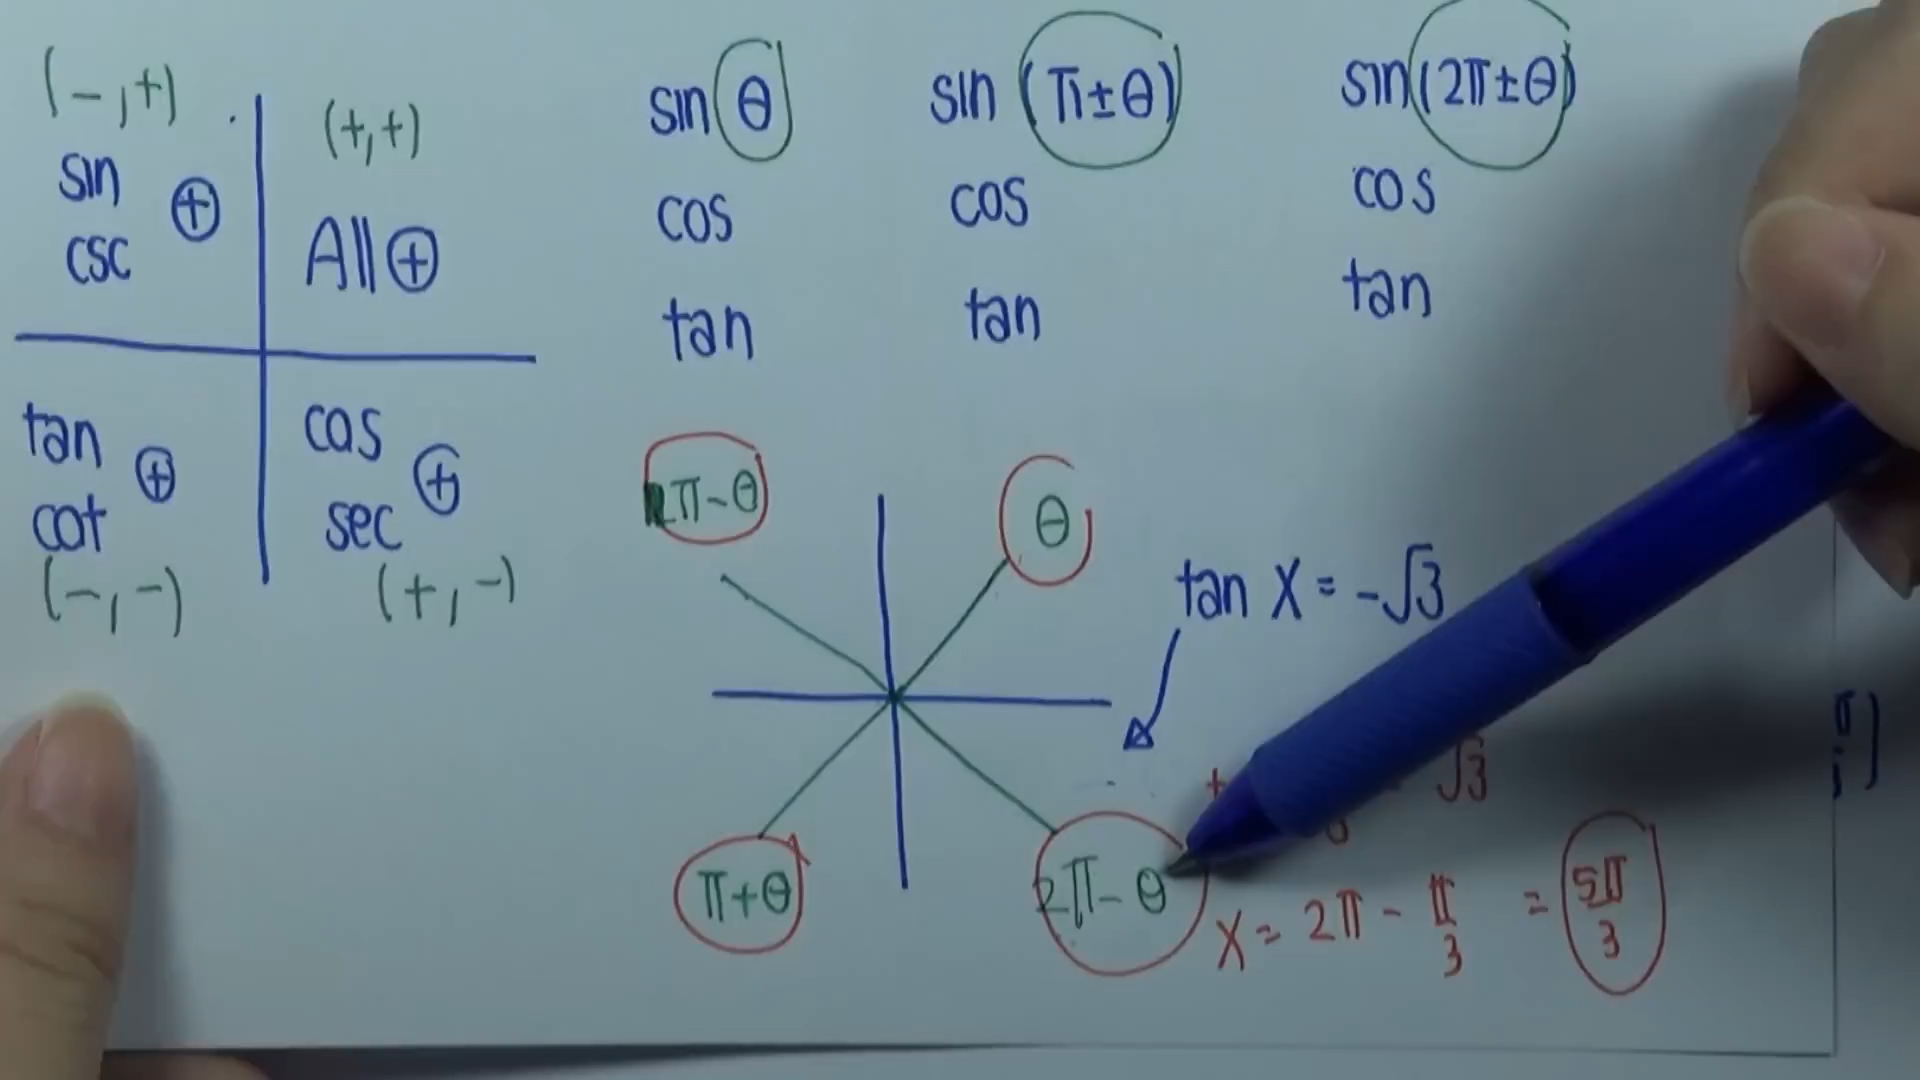 (-,+)
(+,+)
sin
csc
⊕
All ⊕
tan
cot
⊕
cos
sec
⊕
(-,-)
(+,-)
sin θ
cos
tan
sin (π±θ)
cos
tan
sin(2π±θ)
cos
tan
π-θ
θ
π+θ
2π-θ
tan X = -√3
√3
X = 2π - π/3 = 5π/3